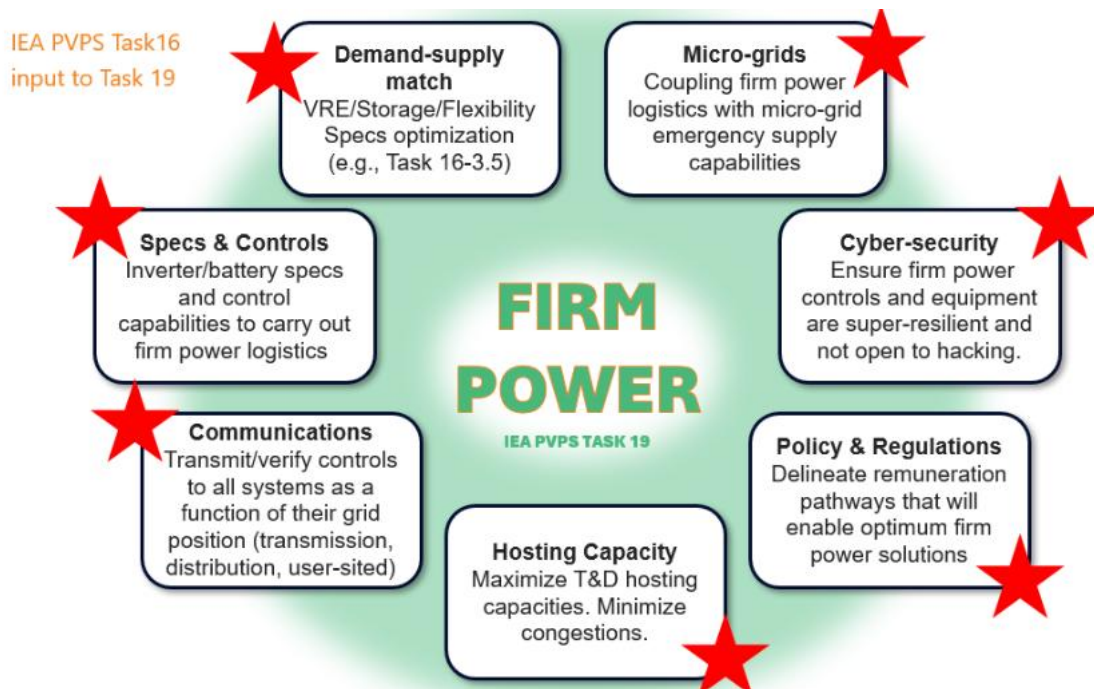 IEA PVPS Task16
input to Task 19
Demand-supply
match
VRE/Storage/Flexibility
Specs optimization
(e.g., Task 16-3.5)
Micro-grids
Coupling firm power
logistics with micro-grid
emergency supply
capabilities
Specs & Controls
Inverter/battery specs
and control
capabilities to carry out
firm power logistics
Cyber-security
Ensure firm power
controls and equipment
are super-resilient and
not open to hacking.
FIRM
POWER
IEA PVPS TASK 19
Communications
Transmit/verify controls
to all systems as a
function of their grid
position (transmission,
distribution, user-sited)
Policy & Regulations
Delineate remuneration
pathways that will
enable optimum firm
power solutions
Hosting Capacity
Maximize T&D hosting
capacities. Minimize
congestions.